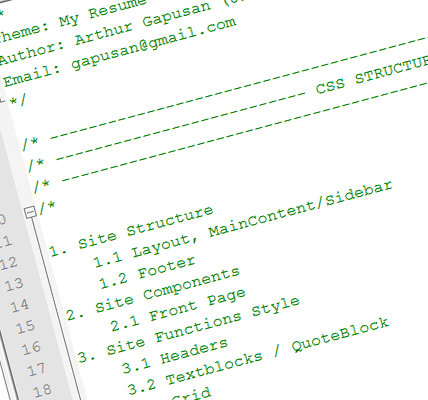 Theme: My Resume
Author: Arthur Gapusan
Email: gapusan@gmail.com
*/
/* --------------------------------
/* --------------------- CSS STRUCTUR
/* --------------------------------
/*
1. Site Structure
1.1 Layout, MainContent/Sidebar
1.2 Footer
2. Site Components
2.1 Front Page
3. Site Functions Style
3.1 Headers
3.2 Textblocks / QuoteBlock
Grid
11
12
13
14
15
16
17
18